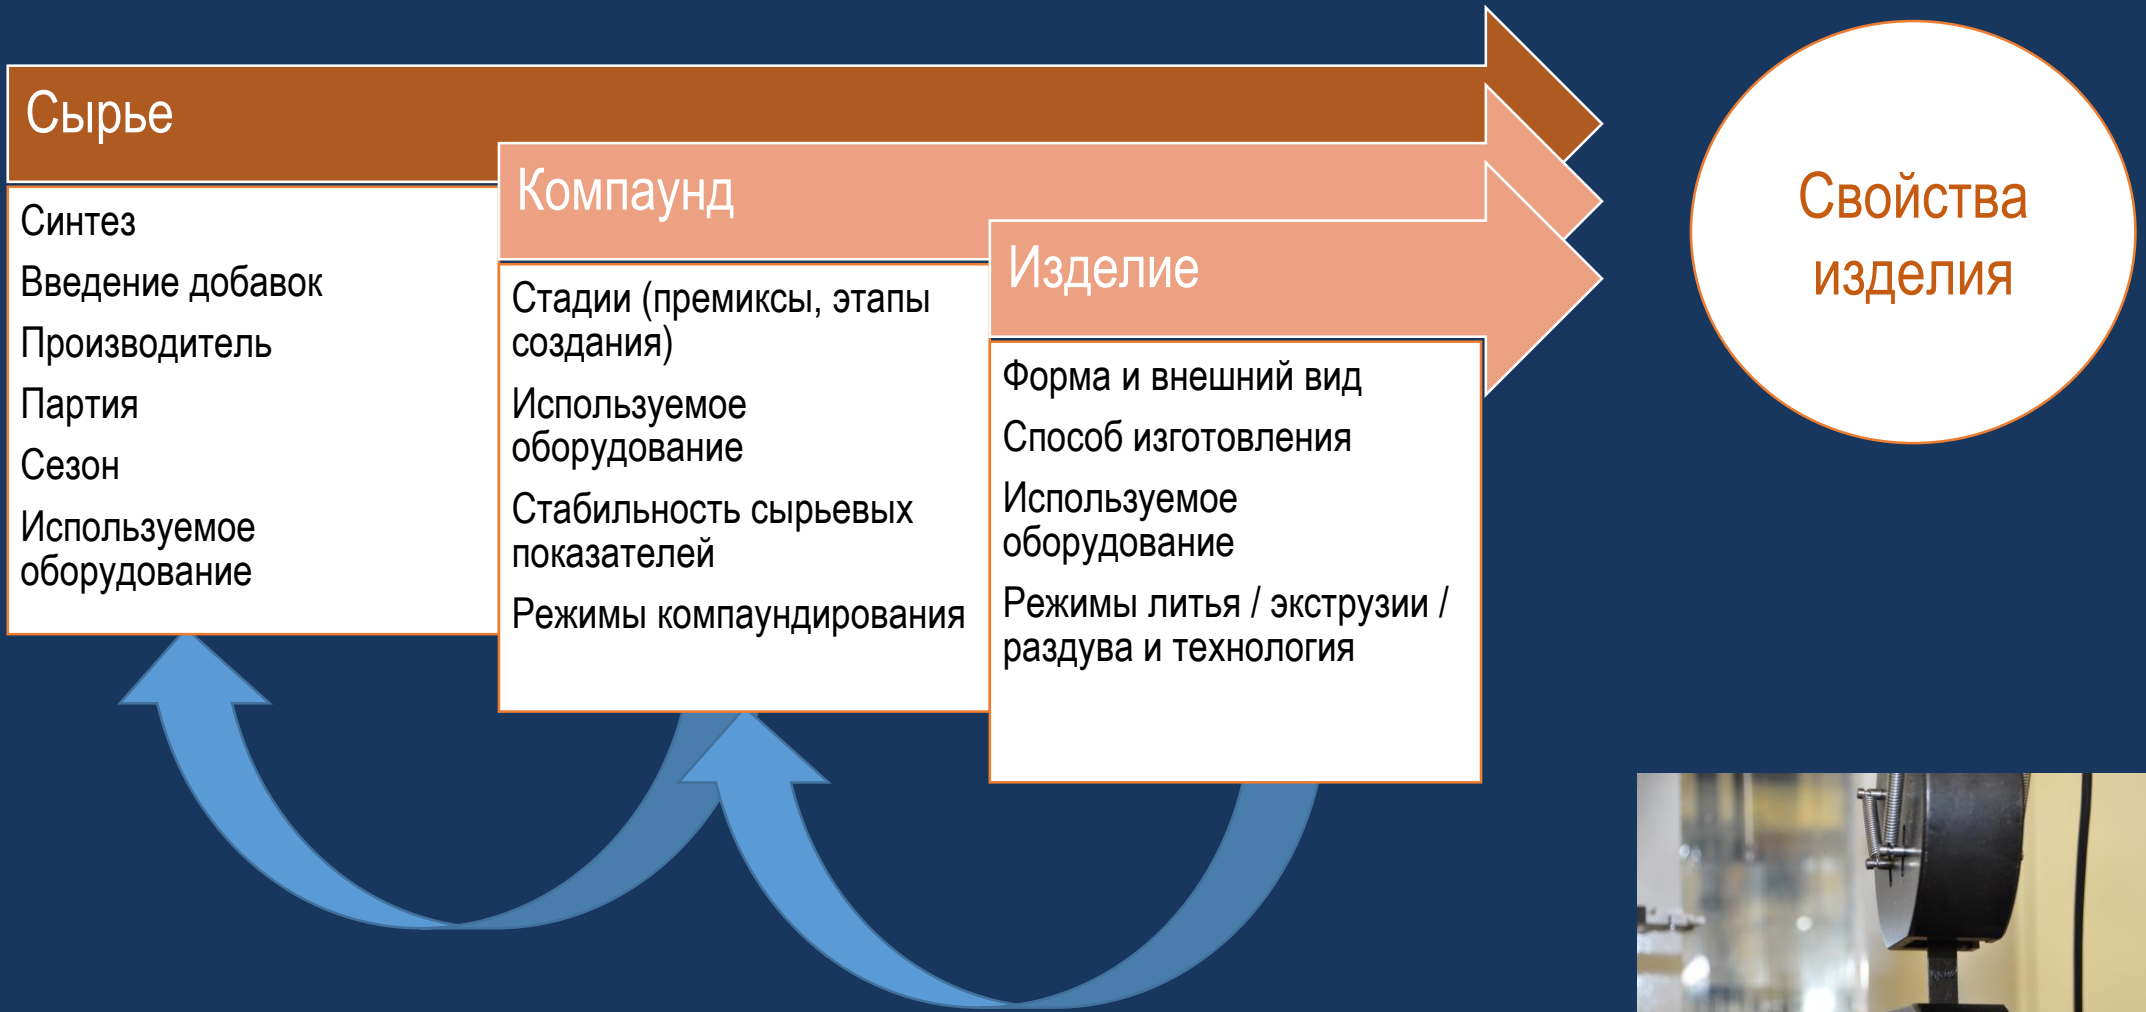 Сырье
Синтез
Введение добавок
Производитель
Партия
Сезон
Используемое
оборудование
Компаунд
Стадии (премиксы, этапы
создания)
Используемое
оборудование
Стабильность сырьевых
показателей
Режимы компаундирования
Изделие
Форма и внешний вид
Способ изготовления
Используемое
оборудование
Режимы литья / экструзии /
раздува и технология
Свойства
изделия